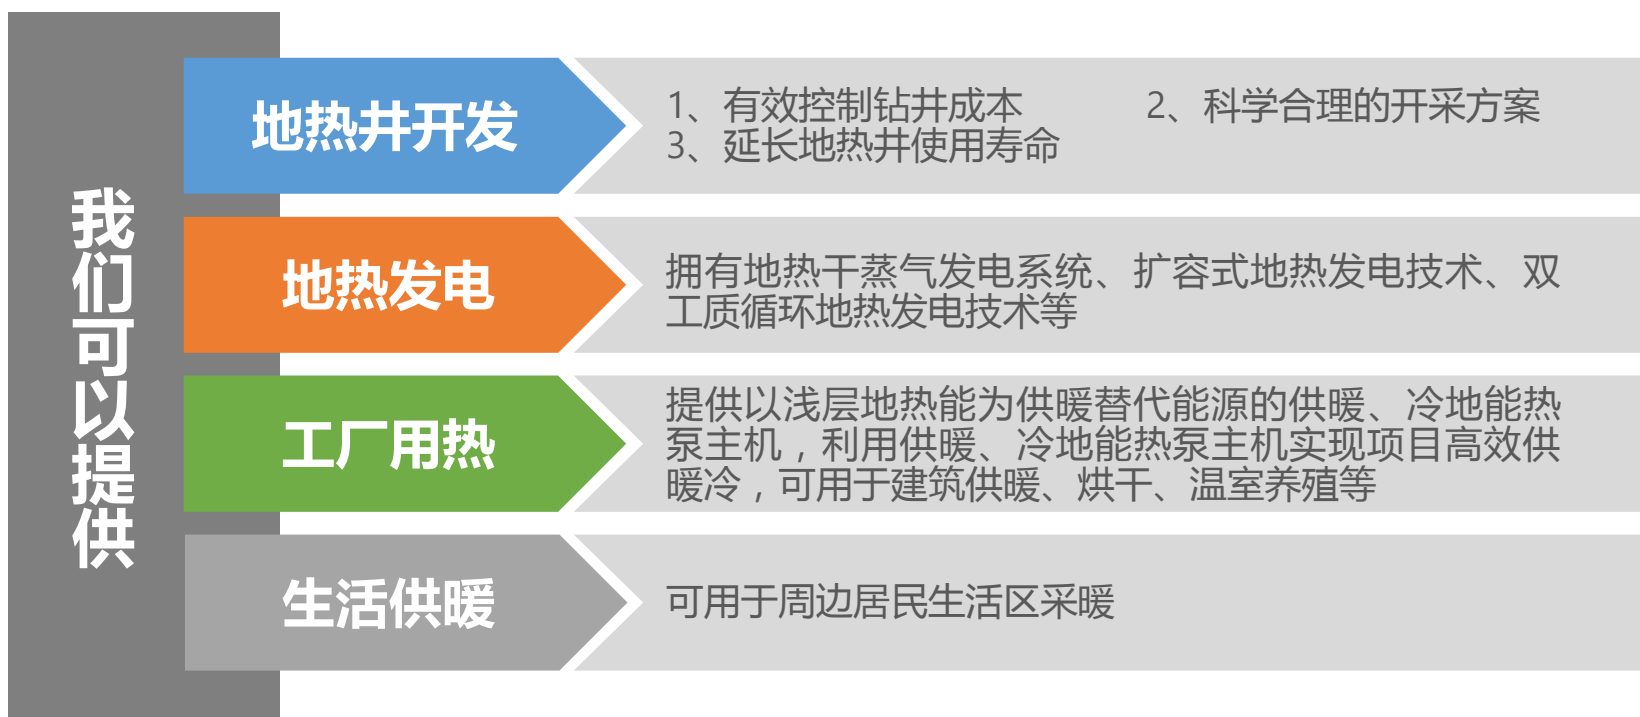 我们可以提供
地热井开发
1、有效控制钻井成本 2、科学合理的开采方案
3、延长地热井使用寿命
地热发电
拥有地热干蒸气发电系统、扩容式地热发电技术、双
工质循环地热发电技术等
工厂用热
提供以浅层地热能为供暖替代能源的供暖、冷地能热
泵主机，利用供暖、冷地能热泵主机实现项目高效供
暖冷，可用于建筑供暖、烘干、温室养殖等
生活供暖
可用于周边居民生活区采暖